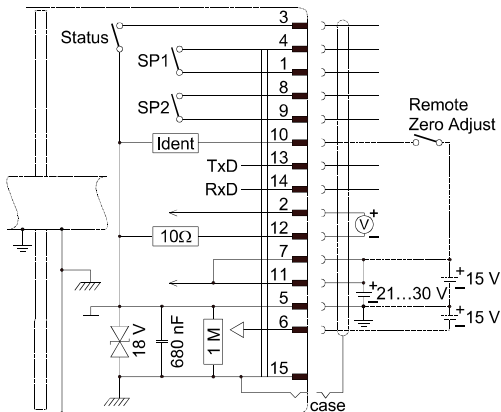 3
Status
4
SP1
1
8
SP2
9
Remote
Zero Adjust
10
Ident
TxD
13
RxD
14
2
+
V
10Ω
12
–
7
+
15 V
11
+
21...30 V
–
–
5
+
15 V
18 V
680 nF
1 M
6
–
15
case